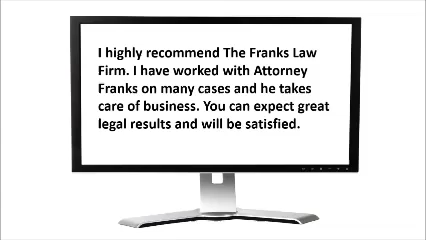 I highly recommend The Franks Law
Firm. I have worked with Attorney
Franks on many cases and he takes
care of business. You can expect great
legal results and will be satisfied.